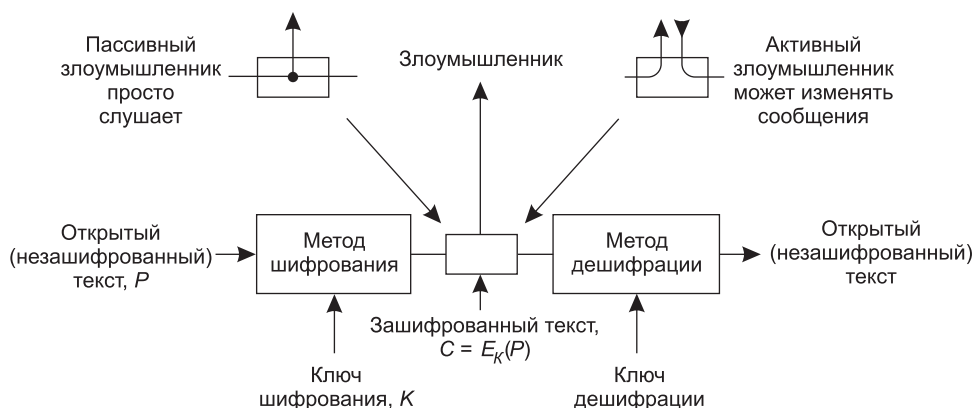 Пассивный
злоумышленник
просто
слушает
Злоумышленник
Активный
злоумышленник
может изменять
сообщения
Открытый
(незашифрованный)
текст, P
Метод
шифрования
Метод
дешифрации
Открытый
(незашифрованный)
текст
Зашифрованный текст,
C = E_K(P)
Ключ
шифрования, K
Ключ
дешифрации